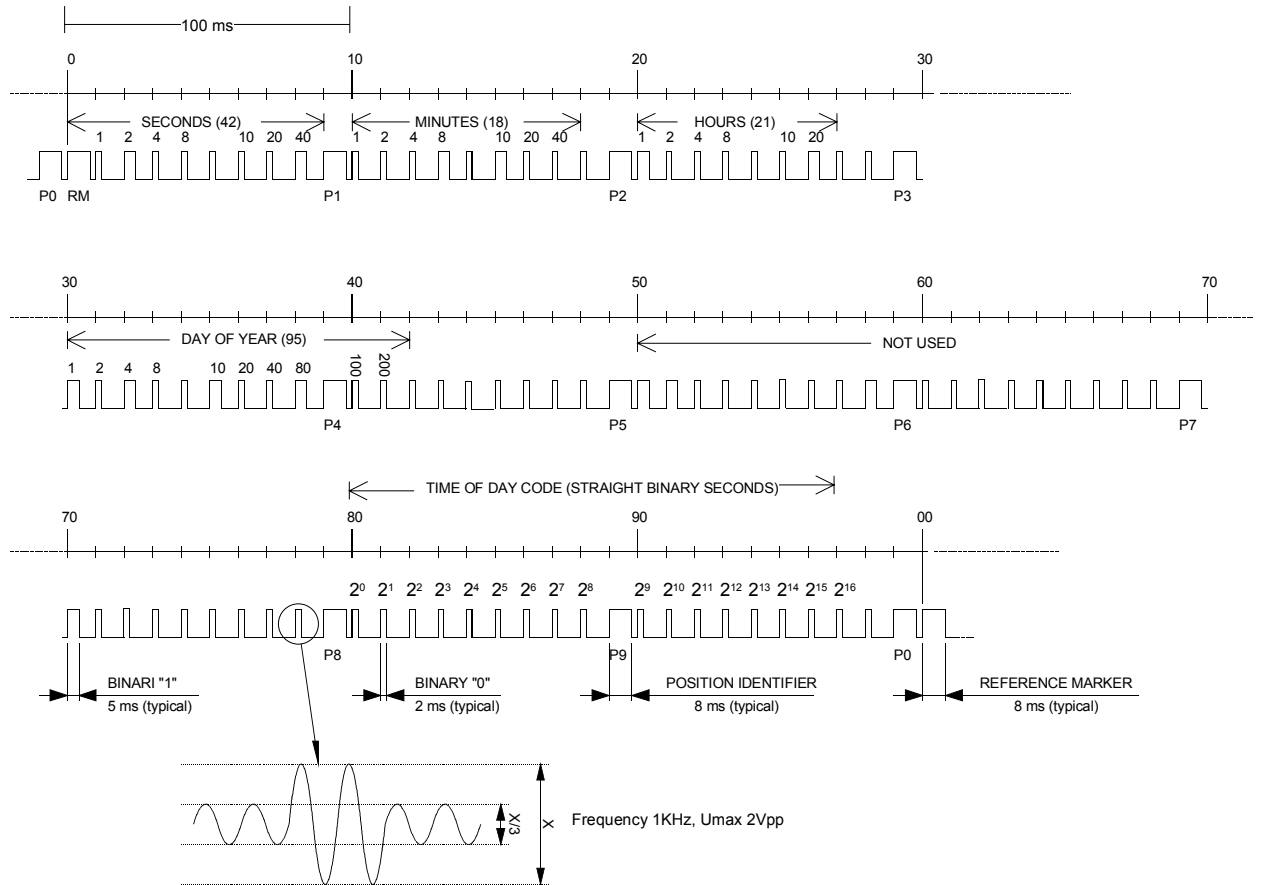 100 ms
0 10 20 30
SECONDS (42) MINUTES (18) HOURS (21)
1 2 4 8 10 20 40 1 2 4 8 10 20 40 1 2 4 8 10 20
P0 RM P1 P2 P3
30 40 50 60 70
DAY OF YEAR (95) NOT USED
1 2 4 8 10 20 40 80 100 200
P4 P5 P6 P7
TIME OF DAY CODE (STRAIGHT BINARY SECONDS)
70 80 90 00
2⁰ 2¹ 2² 2³ 2⁴ 2⁵ 2⁶ 2⁷ 2⁸ 2⁹ 2¹⁰ 2¹¹ 2¹² 2¹³ 2¹⁴ 2¹⁵ 2¹⁶
P8 P9 P0
BINARI "1" BINARY "0" POSITION IDENTIFIER REFERENCE MARKER
5 ms (typical) 2 ms (typical) 8 ms (typical) 8 ms (typical)
X/3 X Frequency 1KHz, Umax 2Vpp